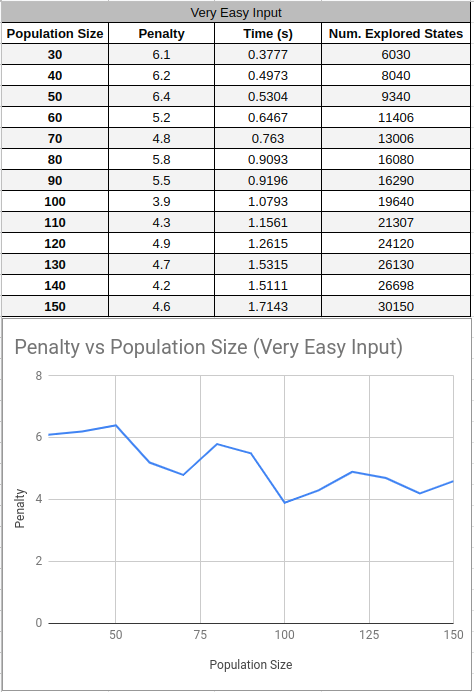 Very Easy Input
Population Size Penalty Time (s) Num. Explored States
30 6.1 0.3777 6030
40 6.2 0.4973 8040
50 6.4 0.5304 9340
60 5.2 0.6467 11406
70 4.8 0.763 13006
80 5.8 0.9093 16080
90 5.5 0.9196 16290
100 3.9 1.0793 19640
110 4.3 1.1561 21307
120 4.9 1.2615 24120
130 4.7 1.5315 26130
140 4.2 1.5111 26698
150 4.6 1.7143 30150
Penalty vs Population Size (Very Easy Input)
8
6
4
2
0
Penalty
50 75 100 125 150
Population Size